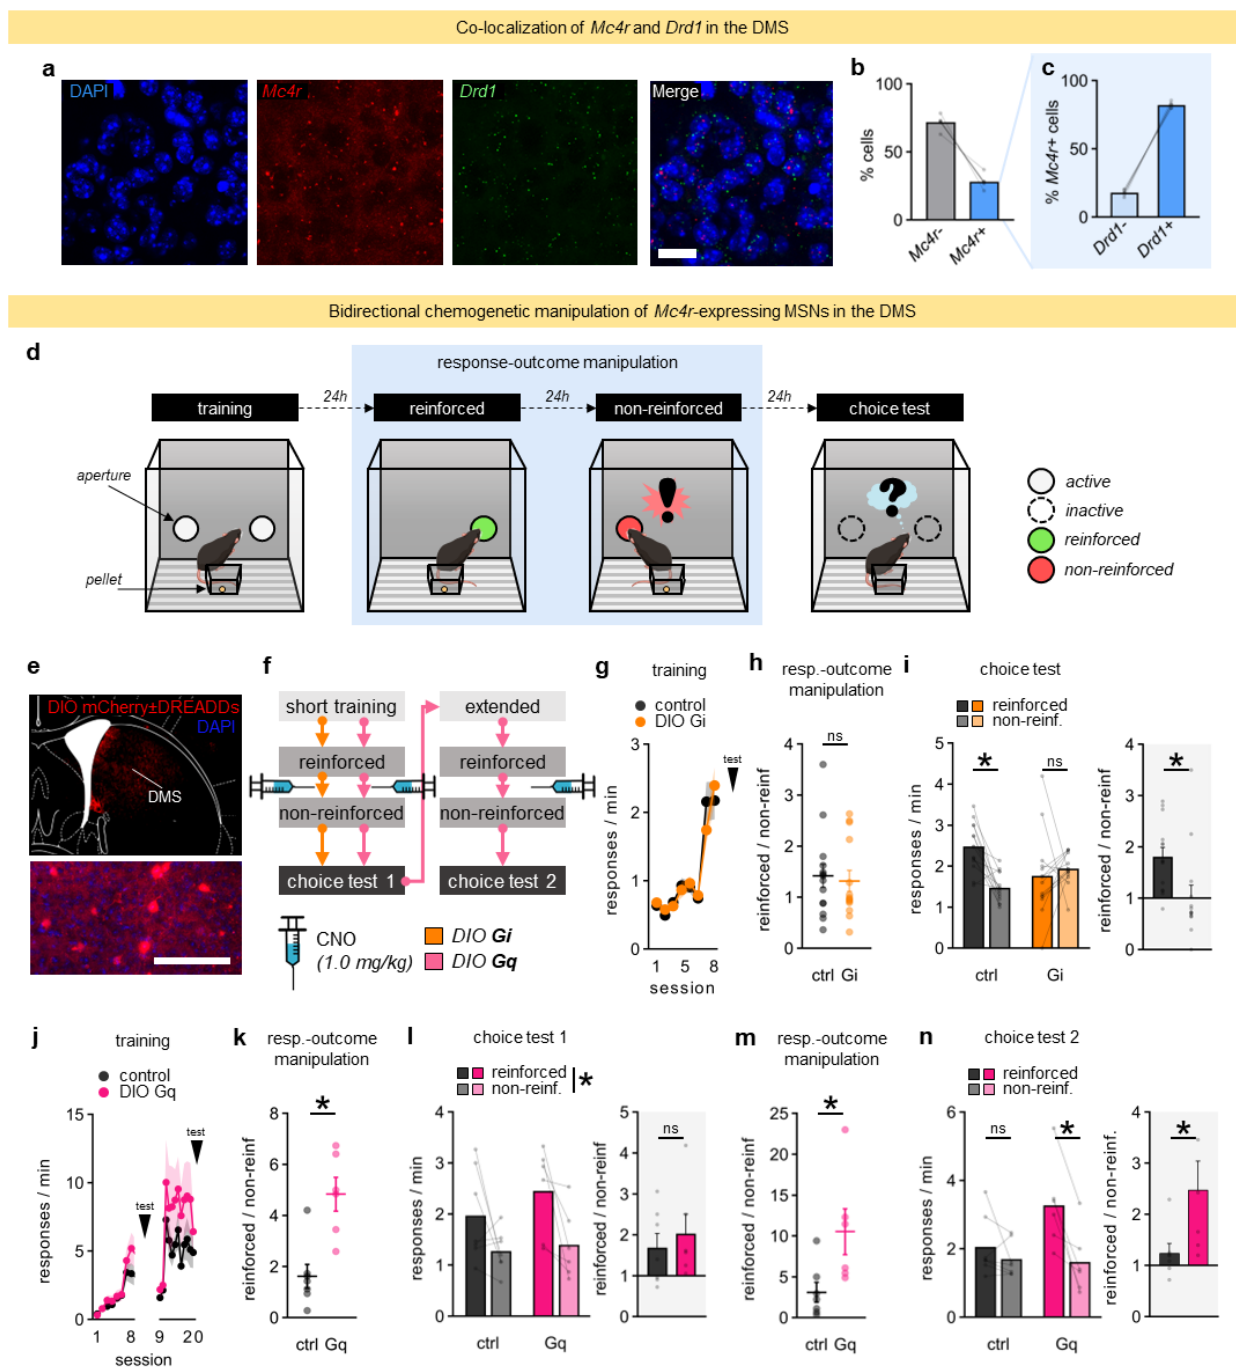 Co-localization of Mc4r and Drd1 in the DMS
a
DAPI
Mc4r
Drd1
Merge
b
% cells
100
50
0
Mc4r-
Mc4r+
c
% Mc4r+ cells
100
50
0
Drd1-
Drd1+
Bidirectional chemogenetic manipulation of Mc4r-expressing MSNs in the DMS
d
response-outcome manipulation
training
24h
reinforced
24h
non-reinforced
24h
choice test
aperture
pellet
!
?
active
inactive
reinforced
non-reinforced
e
DIO mCherry±DREADDs
DAPI
DMS
f
short training
extended
reinforced
reinforced
non-reinforced
non-reinforced
choice test 1
choice test 2
CNO
(1.0 mg/kg)
DIO Gi
DIO Gq
g
training
control
DIO Gi
test
responses / min
3
2
1
0
1 5 8
session
h
resp.-outcome
manipulation
ns
reinforced / non-reinf
4
3
2
1
0
ctrl Gi
i
choice test
reinforced
non-reinf.
responses / min
5
4
3
2
1
0
*
ns
ctrl Gi
reinforced / non-reinf
4
3
2
1
0
*
j
training
control
DIO Gq
test
test
responses / min
15
10
5
0
1 8 9 20
session
k
resp.-outcome
manipulation
*
reinforced / non-reinf
8
6
4
2
0
ctrl Gq
l
choice test 1
reinforced
non-reinf.
*
responses / min
4
3
2
1
0
ctrl Gq
reinforced / non-reinf
5
4
3
2
1
0
ns
m
resp.-outcome
manipulation
*
reinforced / non-reinf
25
20
15
10
5
0
ctrl Gq
n
choice test 2
reinforced
non-reinf.
responses / min
6
4
2
0
ns
*
ctrl Gq
reinforced / non-reinf.
4
3
2
1
0
*